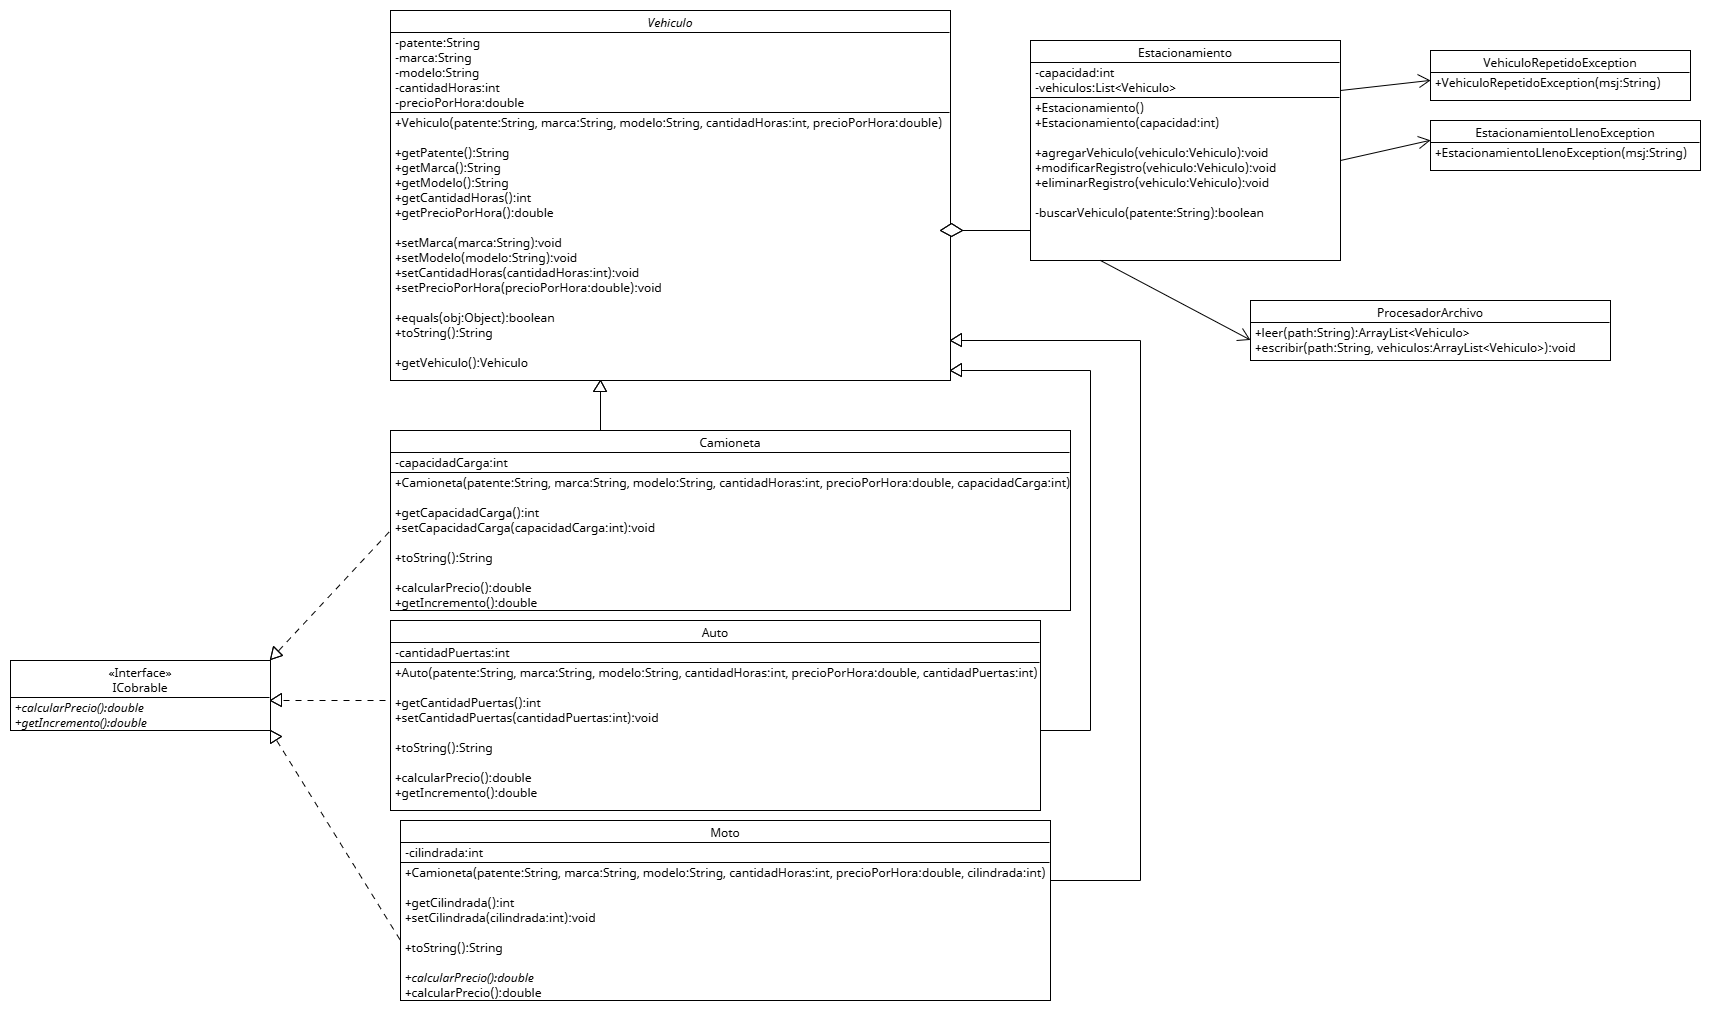 Vehiculo
-patente:String
-marca:String
-modelo:String
-cantidadHoras:int
-precioPorHora:double
+Vehiculo(patente:String, marca:String, modelo:String, cantidadHoras:int, precioPorHora:double)
+getPatente():String
+getMarca():String
+getModelo():String
+getCantidadHoras():int
+getPrecioPorHora():double
+setMarca(marca:String):void
+setModelo(modelo:String):void
+setCantidadHoras(cantidadHoras:int):void
+setPrecioPorHora(precioPorHora:double):void
+equals(obj:Object):boolean
+toString():String
+getVehiculo():Vehiculo
Estacionamiento
-capacidad:int
-vehiculos:List<Vehiculo>
+Estacionamiento()
+Estacionamiento(capacidad:int)
+agregarVehiculo(vehiculo:Vehiculo):void
+modificarRegistro(vehiculo:Vehiculo):void
+eliminarRegistro(vehiculo:Vehiculo):void
-buscarVehiculo(patente:String):boolean
VehiculoRepetidoException
+VehiculoRepetidoException(msj:String)
EstacionamientoLlenoException
+EstacionamientoLlenoException(msj:String)
ProcesadorArchivo
+leer(path:String):ArrayList<Vehiculo>
+escribir(path:String, vehiculos:ArrayList<Vehiculo>):void
Camioneta
-capacidadCarga:int
+Camioneta(patente:String, marca:String, modelo:String, cantidadHoras:int, precioPorHora:double, capacidadCarga:int)
+getCapacidadCarga():int
+setCapacidadCarga(capacidadCarga:int):void
+toString():String
+calcularPrecio():double
+getIncremento():double
«Interface»
ICobrable
+calcularPrecio():double
+getIncremento():double
Auto
-cantidadPuertas:int
+Auto(patente:String, marca:String, modelo:String, cantidadHoras:int, precioPorHora:double, cantidadPuertas:int)
+getCantidadPuertas():int
+setCantidadPuertas(cantidadPuertas:int):void
+toString():String
+calcularPrecio():double
+getIncremento():double
Moto
-cilindrada:int
+Camioneta(patente:String, marca:String, modelo:String, cantidadHoras:int, precioPorHora:double, cilindrada:int)
+getCilindrada():int
+setCilindrada(cilindrada:int):void
+toString():String
+calcularPrecio():double
+calcularPrecio():double